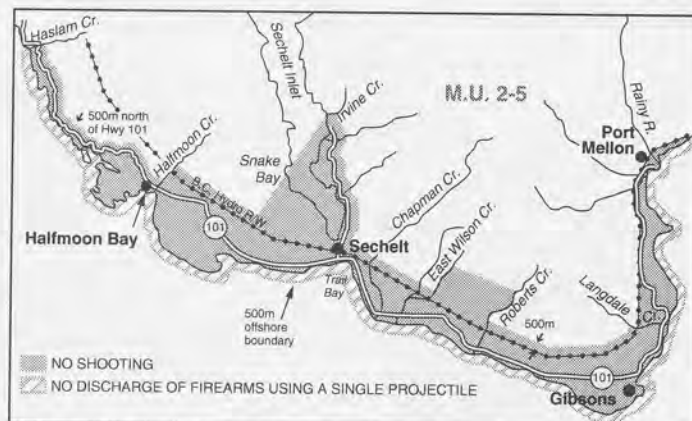 Haslam Cr.
500m north
of Hwy 101
Halfmoon Cr.
Halfmoon Bay
B.C. Hydro R/W
101
Sechelt Inlet
Snake
Bay
Irvine Cr.
M.U. 2-5
Rainy R.
Port
Mellon
Chapman Cr.
Sechelt
Trail
Bay
500m
offshore
boundary
East Wilson Cr.
Roberts Cr.
500m
Langdale
Cr.
101
Gibsons
NO SHOOTING
NO DISCHARGE OF FIREARMS USING A SINGLE PROJECTILE